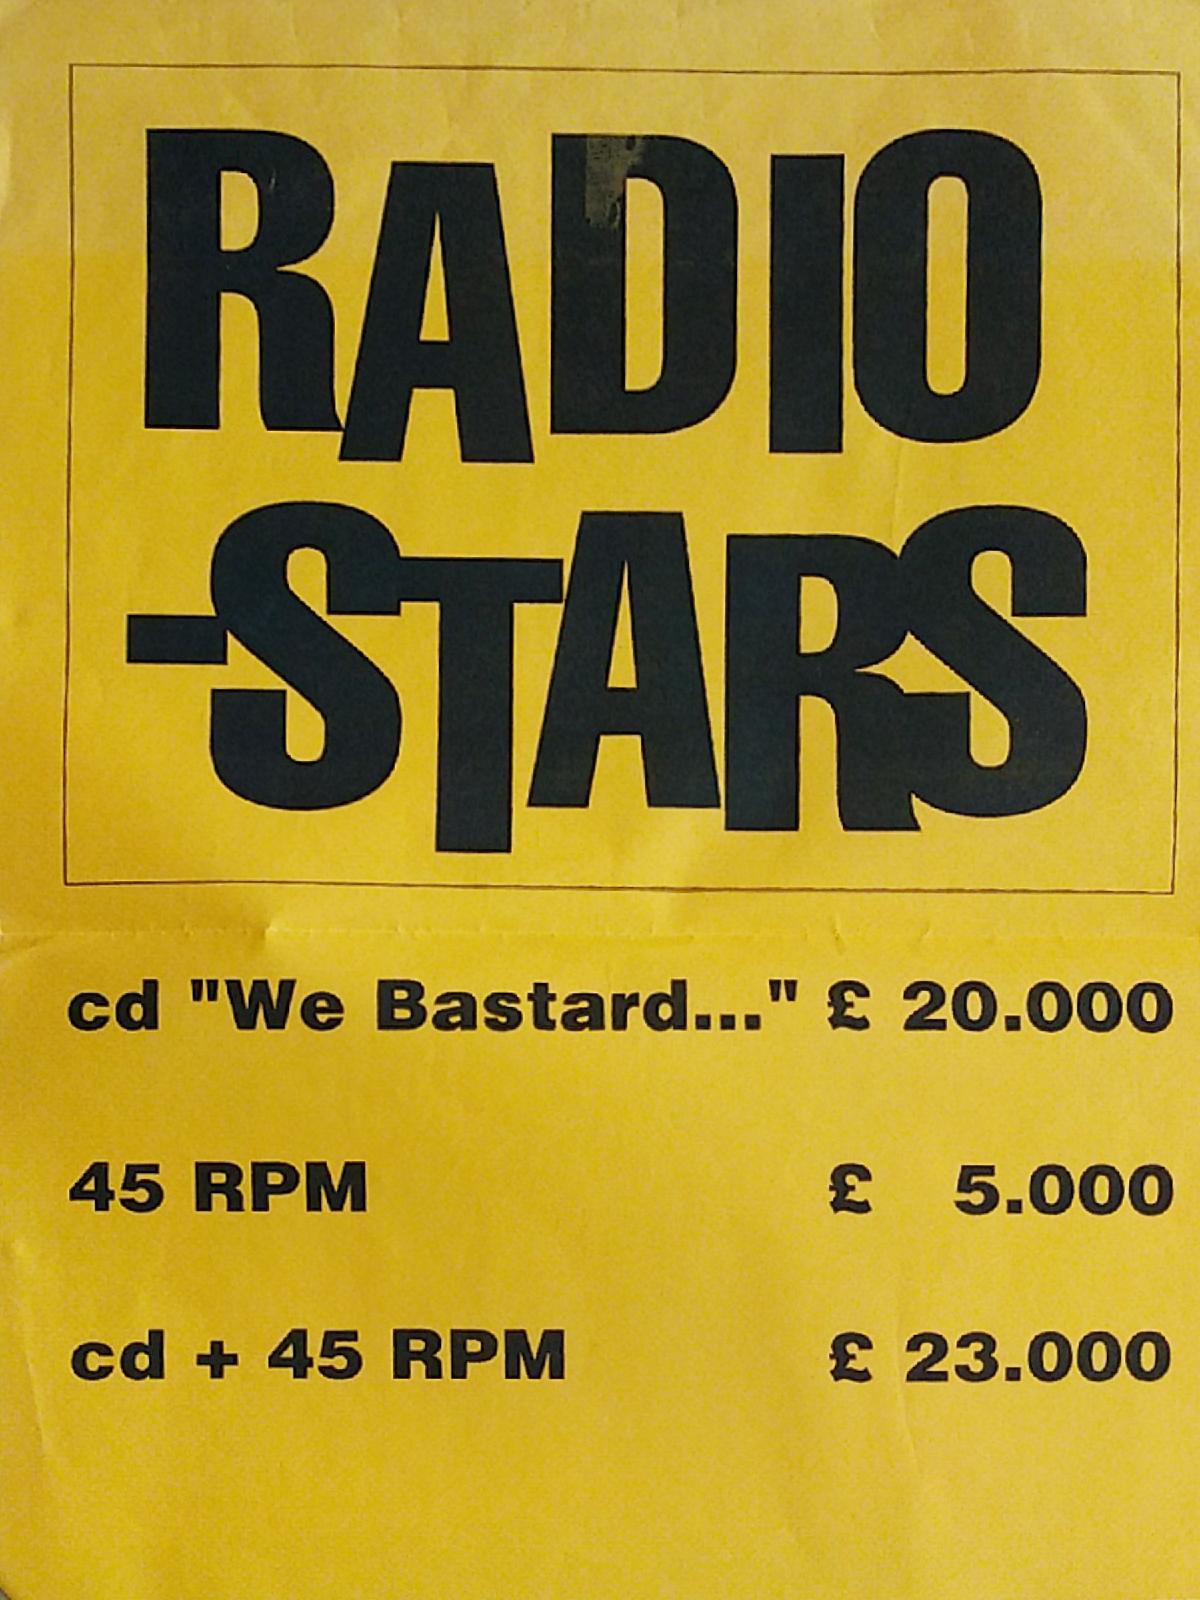 RADIO
-STARS
cd "We Bastard..." £ 20.000
45 RPM £ 5.000
cd + 45 RPM £ 23.000